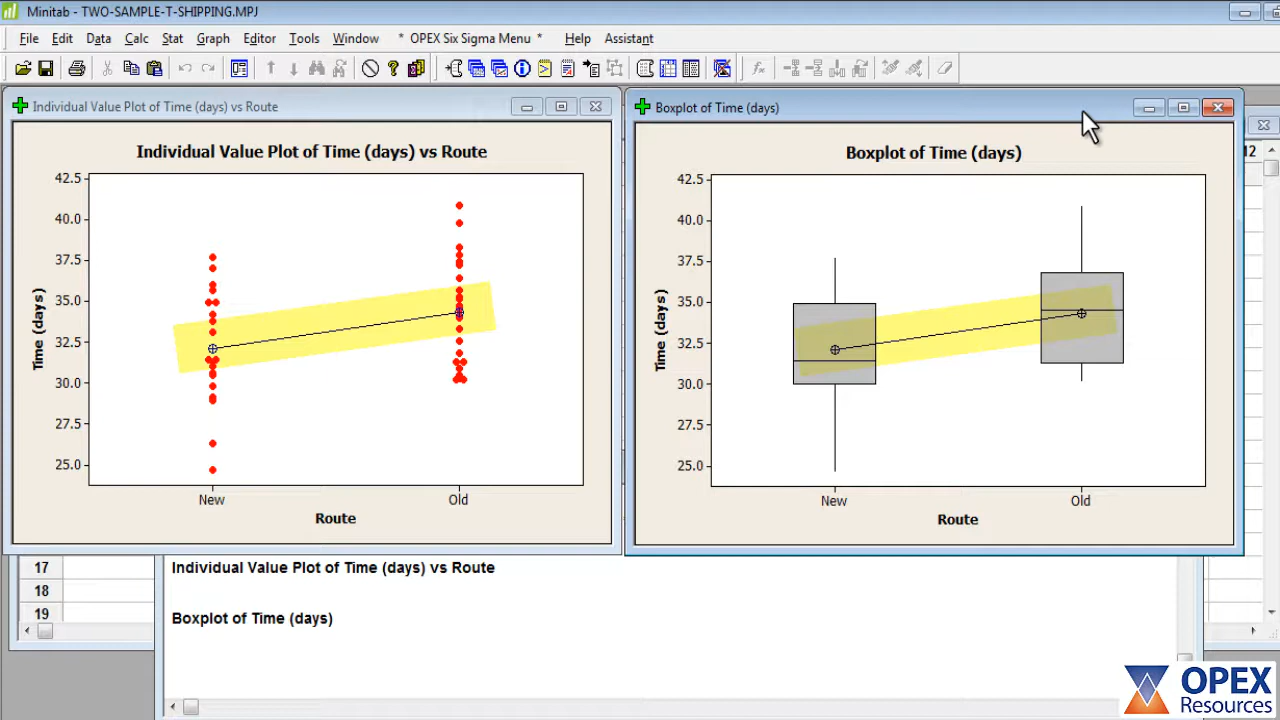 Minitab - TWO-SAMPLE-T-SHIPPING.MPJ
File Edit Data Calc Stat Graph Editor Tools Window * OPEX Six Sigma Menu * Help Assistant
Individual Value Plot of Time (days) vs Route
Individual Value Plot of Time (days) vs Route
42.5
40.0
37.5
35.0
32.5
30.0
27.5
25.0
Time (days)
New Old
Route
Boxplot of Time (days)
Boxplot of Time (days)
42.5
40.0
37.5
35.0
32.5
30.0
27.5
25.0
Time (days)
New Old
Route
12
17
18
19
Individual Value Plot of Time (days) vs Route
Boxplot of Time (days)
OPEX
Resources